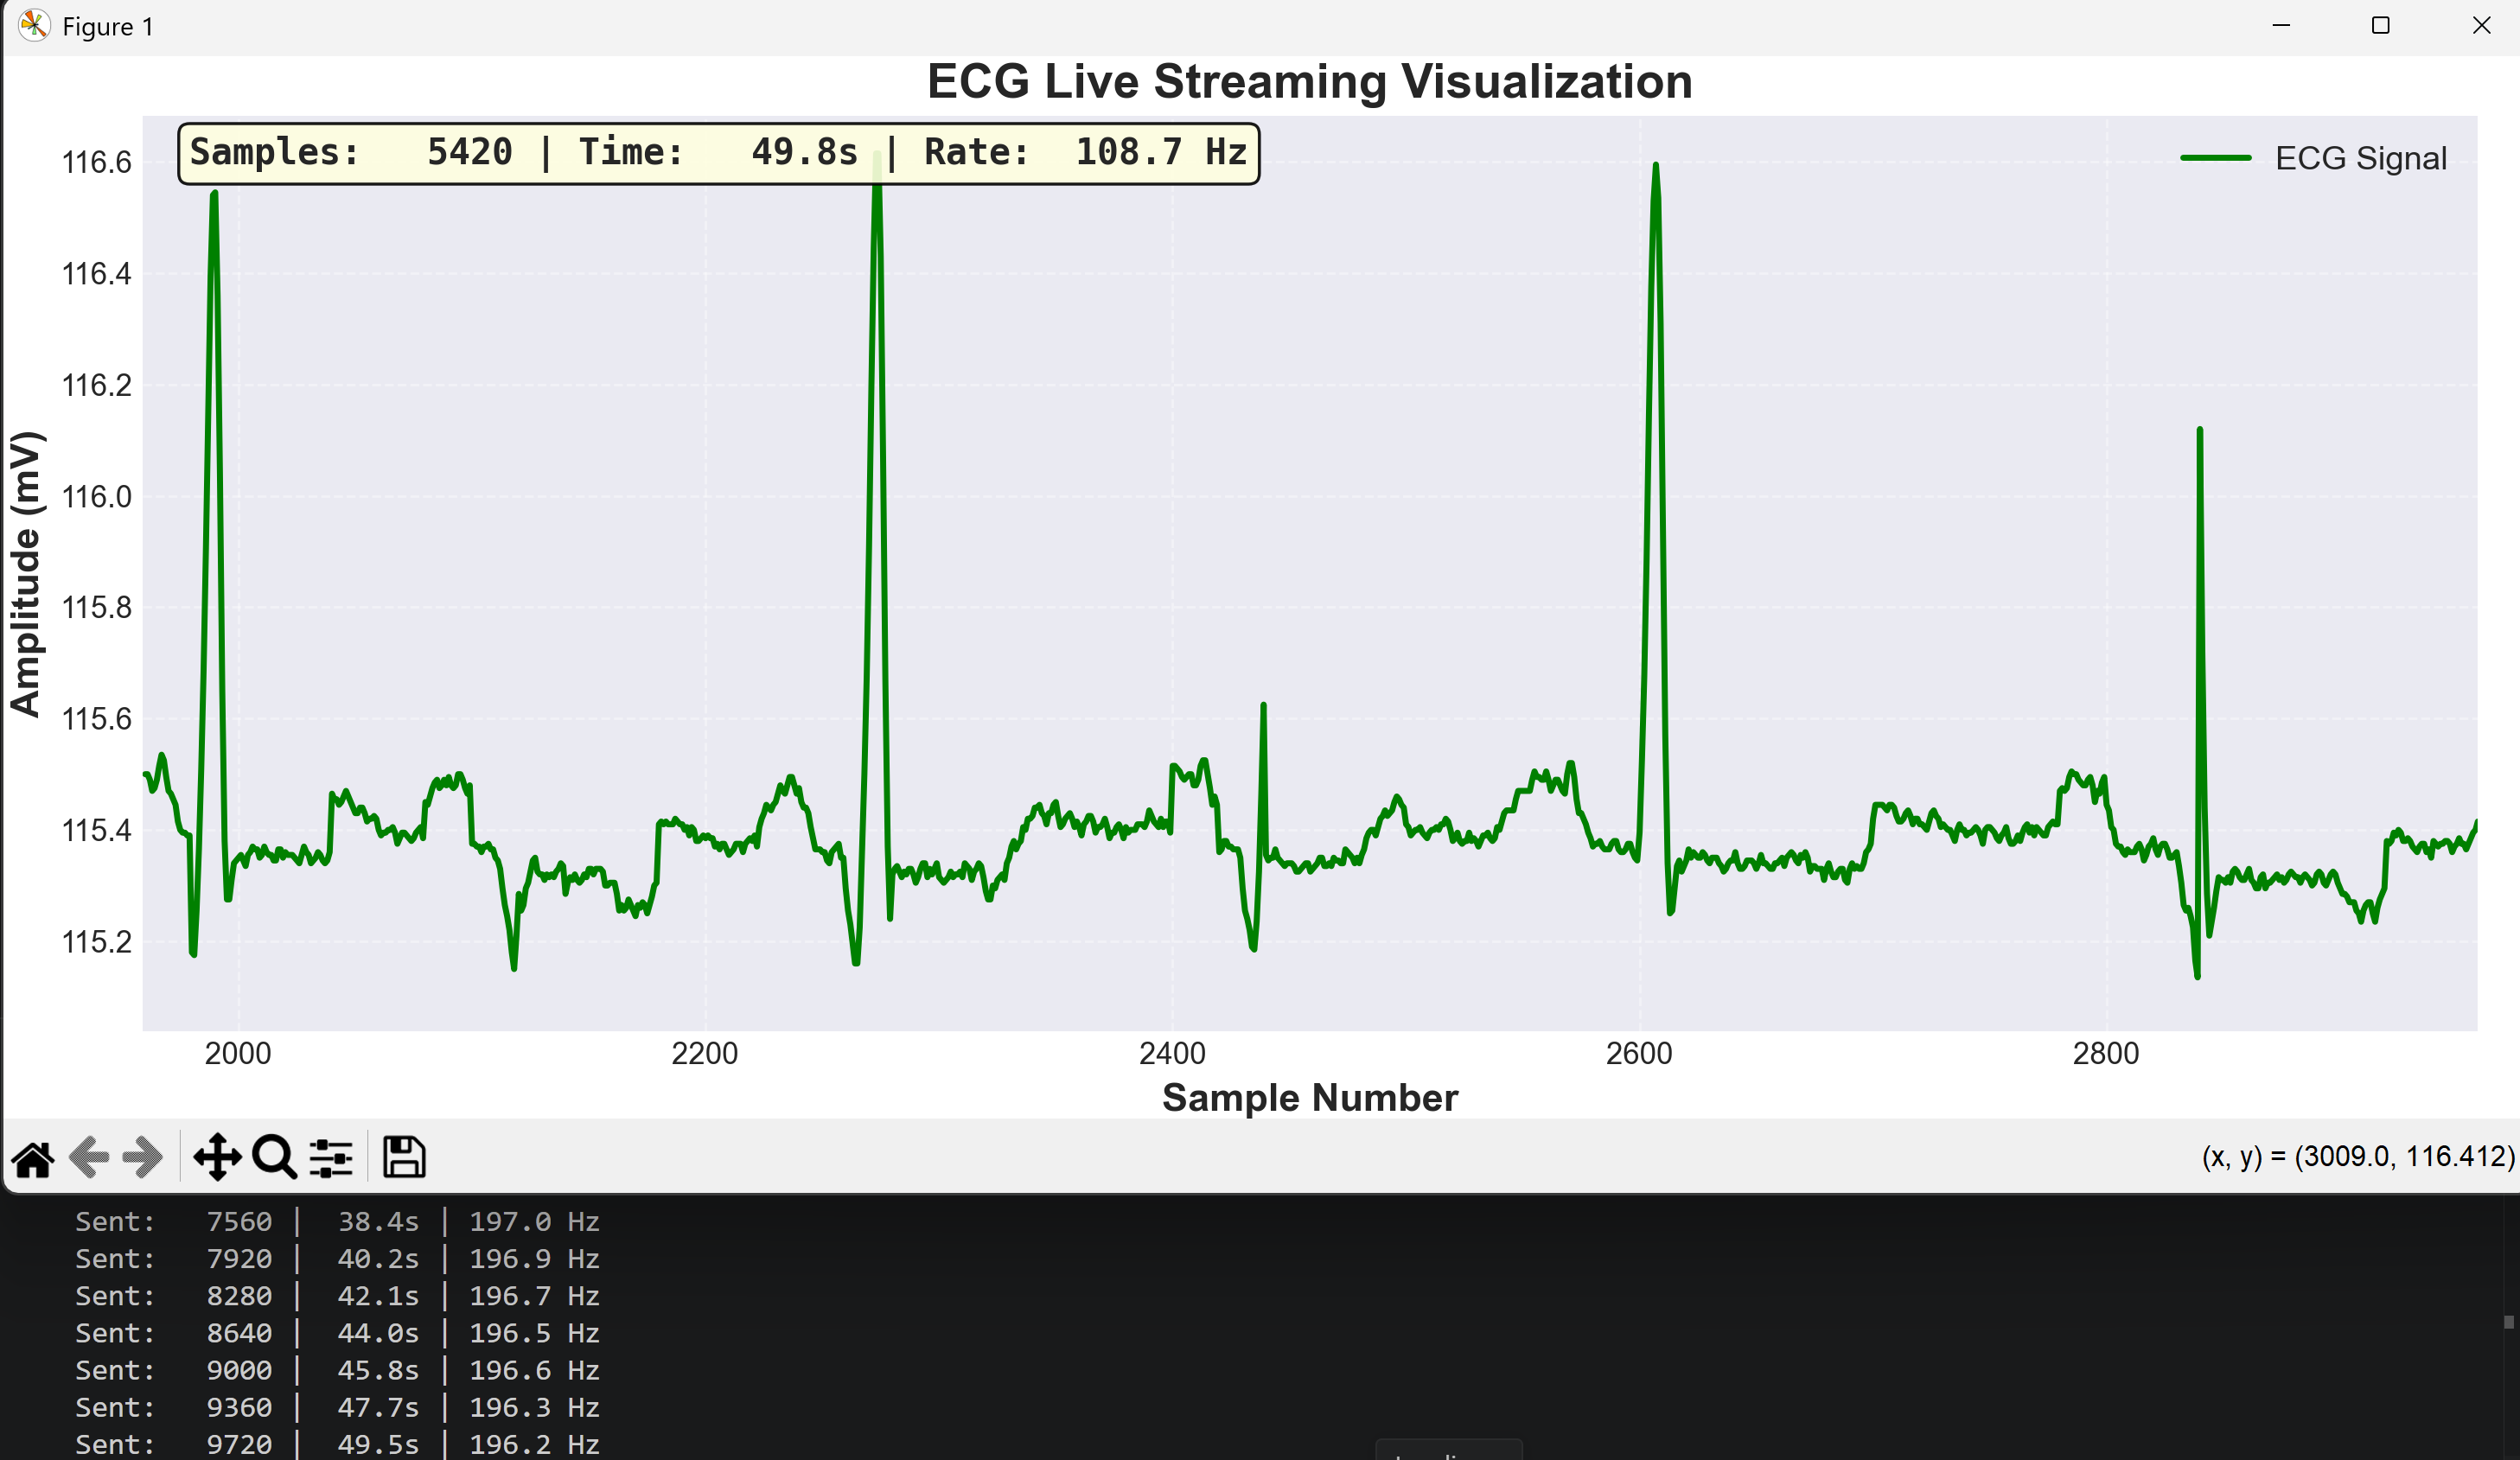 Figure 1
ECG Live Streaming Visualization
Samples: 5420 | Time: 49.8s | Rate: 108.7 Hz
ECG Signal
116.6
116.4
116.2
116.0
115.8
115.6
115.4
115.2
Amplitude (mV)
2000 2200 2400 2600 2800
Sample Number
(x, y) = (3009.0, 116.412)
Sent: 7560 | 38.4s | 197.0 Hz
Sent: 7920 | 40.2s | 196.9 Hz
Sent: 8280 | 42.1s | 196.7 Hz
Sent: 8640 | 44.0s | 196.5 Hz
Sent: 9000 | 45.8s | 196.6 Hz
Sent: 9360 | 47.7s | 196.3 Hz
Sent: 9720 | 49.5s | 196.2 Hz